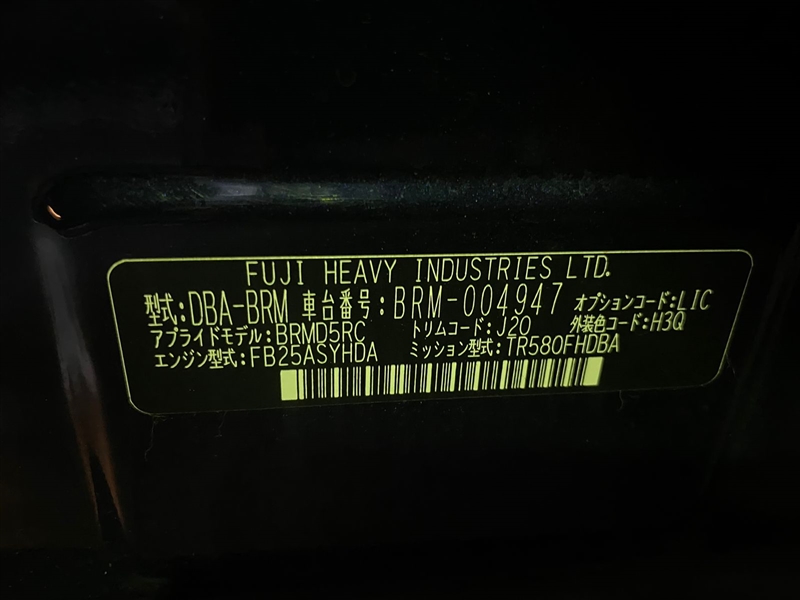 FUJI HEAVY INDUSTRIES LTD.
型式:DBA-BRM 車台番号:BRM-004947 オプションコード:LIC
アプライドモデル:BRMD5RC トリムコード:J20 外装色コード:H3Q
エンジン型式:FB25ASYHDA ミッション型式:TR580FHDBA